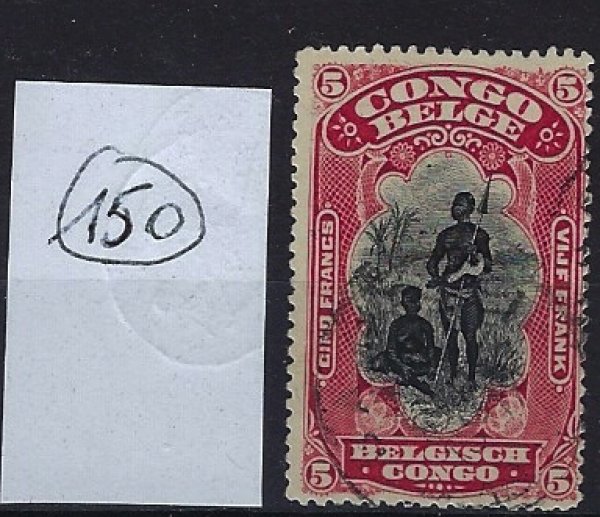 150
5 CONGO 5
BELGE
CINQ FRANCS
VIJF FRANK
BELGISCH
5 CONGO 5